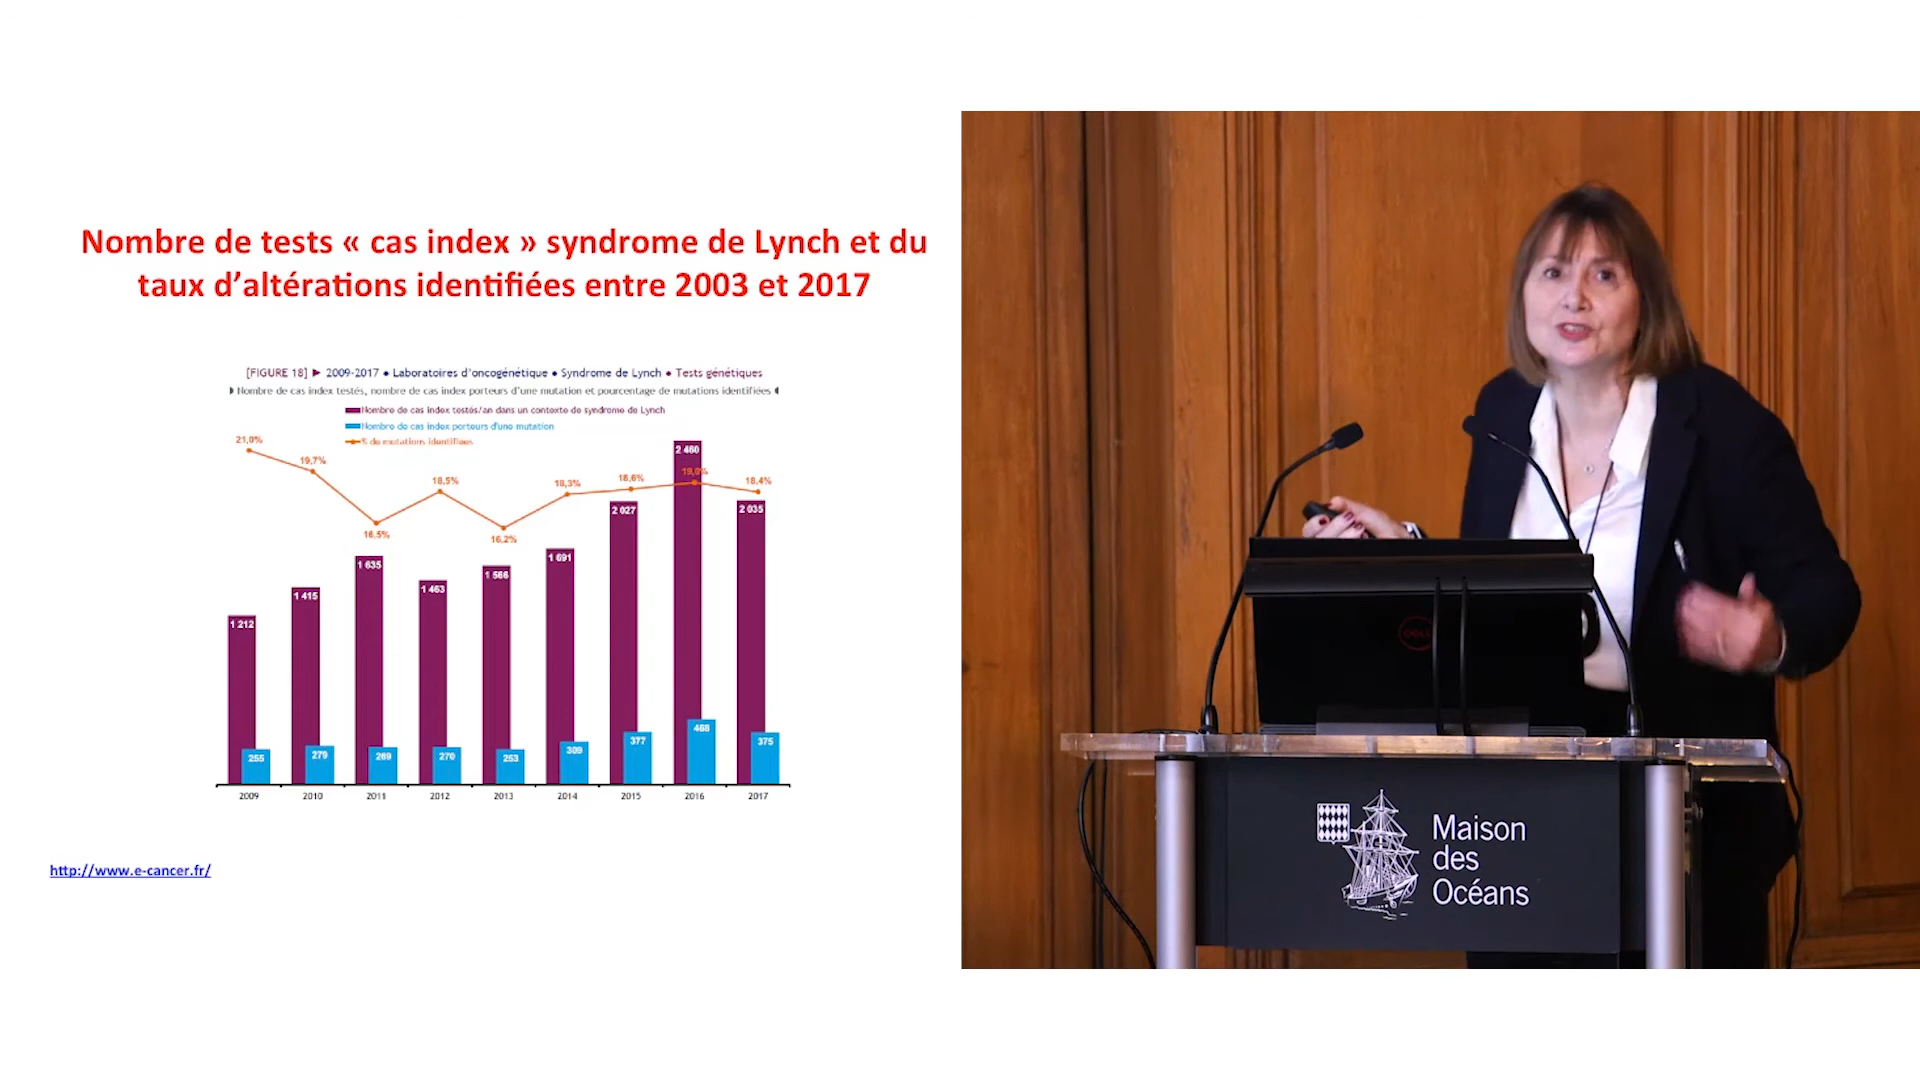 Nombre de tests « cas index » syndrome de Lynch et du
taux d’altérations identifiées entre 2003 et 2017
[FIGURE 18] ► 2009-2017 ● Laboratoires d’oncogénétique ● Syndrome de Lynch ● Tests génétiques
Nombre de cas index testés, nombre de cas index porteurs d’une mutation et pourcentage de mutations identifiées
Nombre de cas index testés/an dans un contexte de syndrome de Lynch
Nombre de cas index porteurs d'une mutation
% de mutations identifiées
21,0%
19,7%
16,5%
18,5%
16,2%
18,3%
18,6%
19,0%
18,4%
1 212
1 415
1 635
1 463
1 566
1 691
2 027
2 460
2 035
255
279
269
270
253
309
377
468
375
2009 2010 2011 2012 2013 2014 2015 2016 2017
http://www.e-cancer.fr/
DELL
Maison
des
Océans